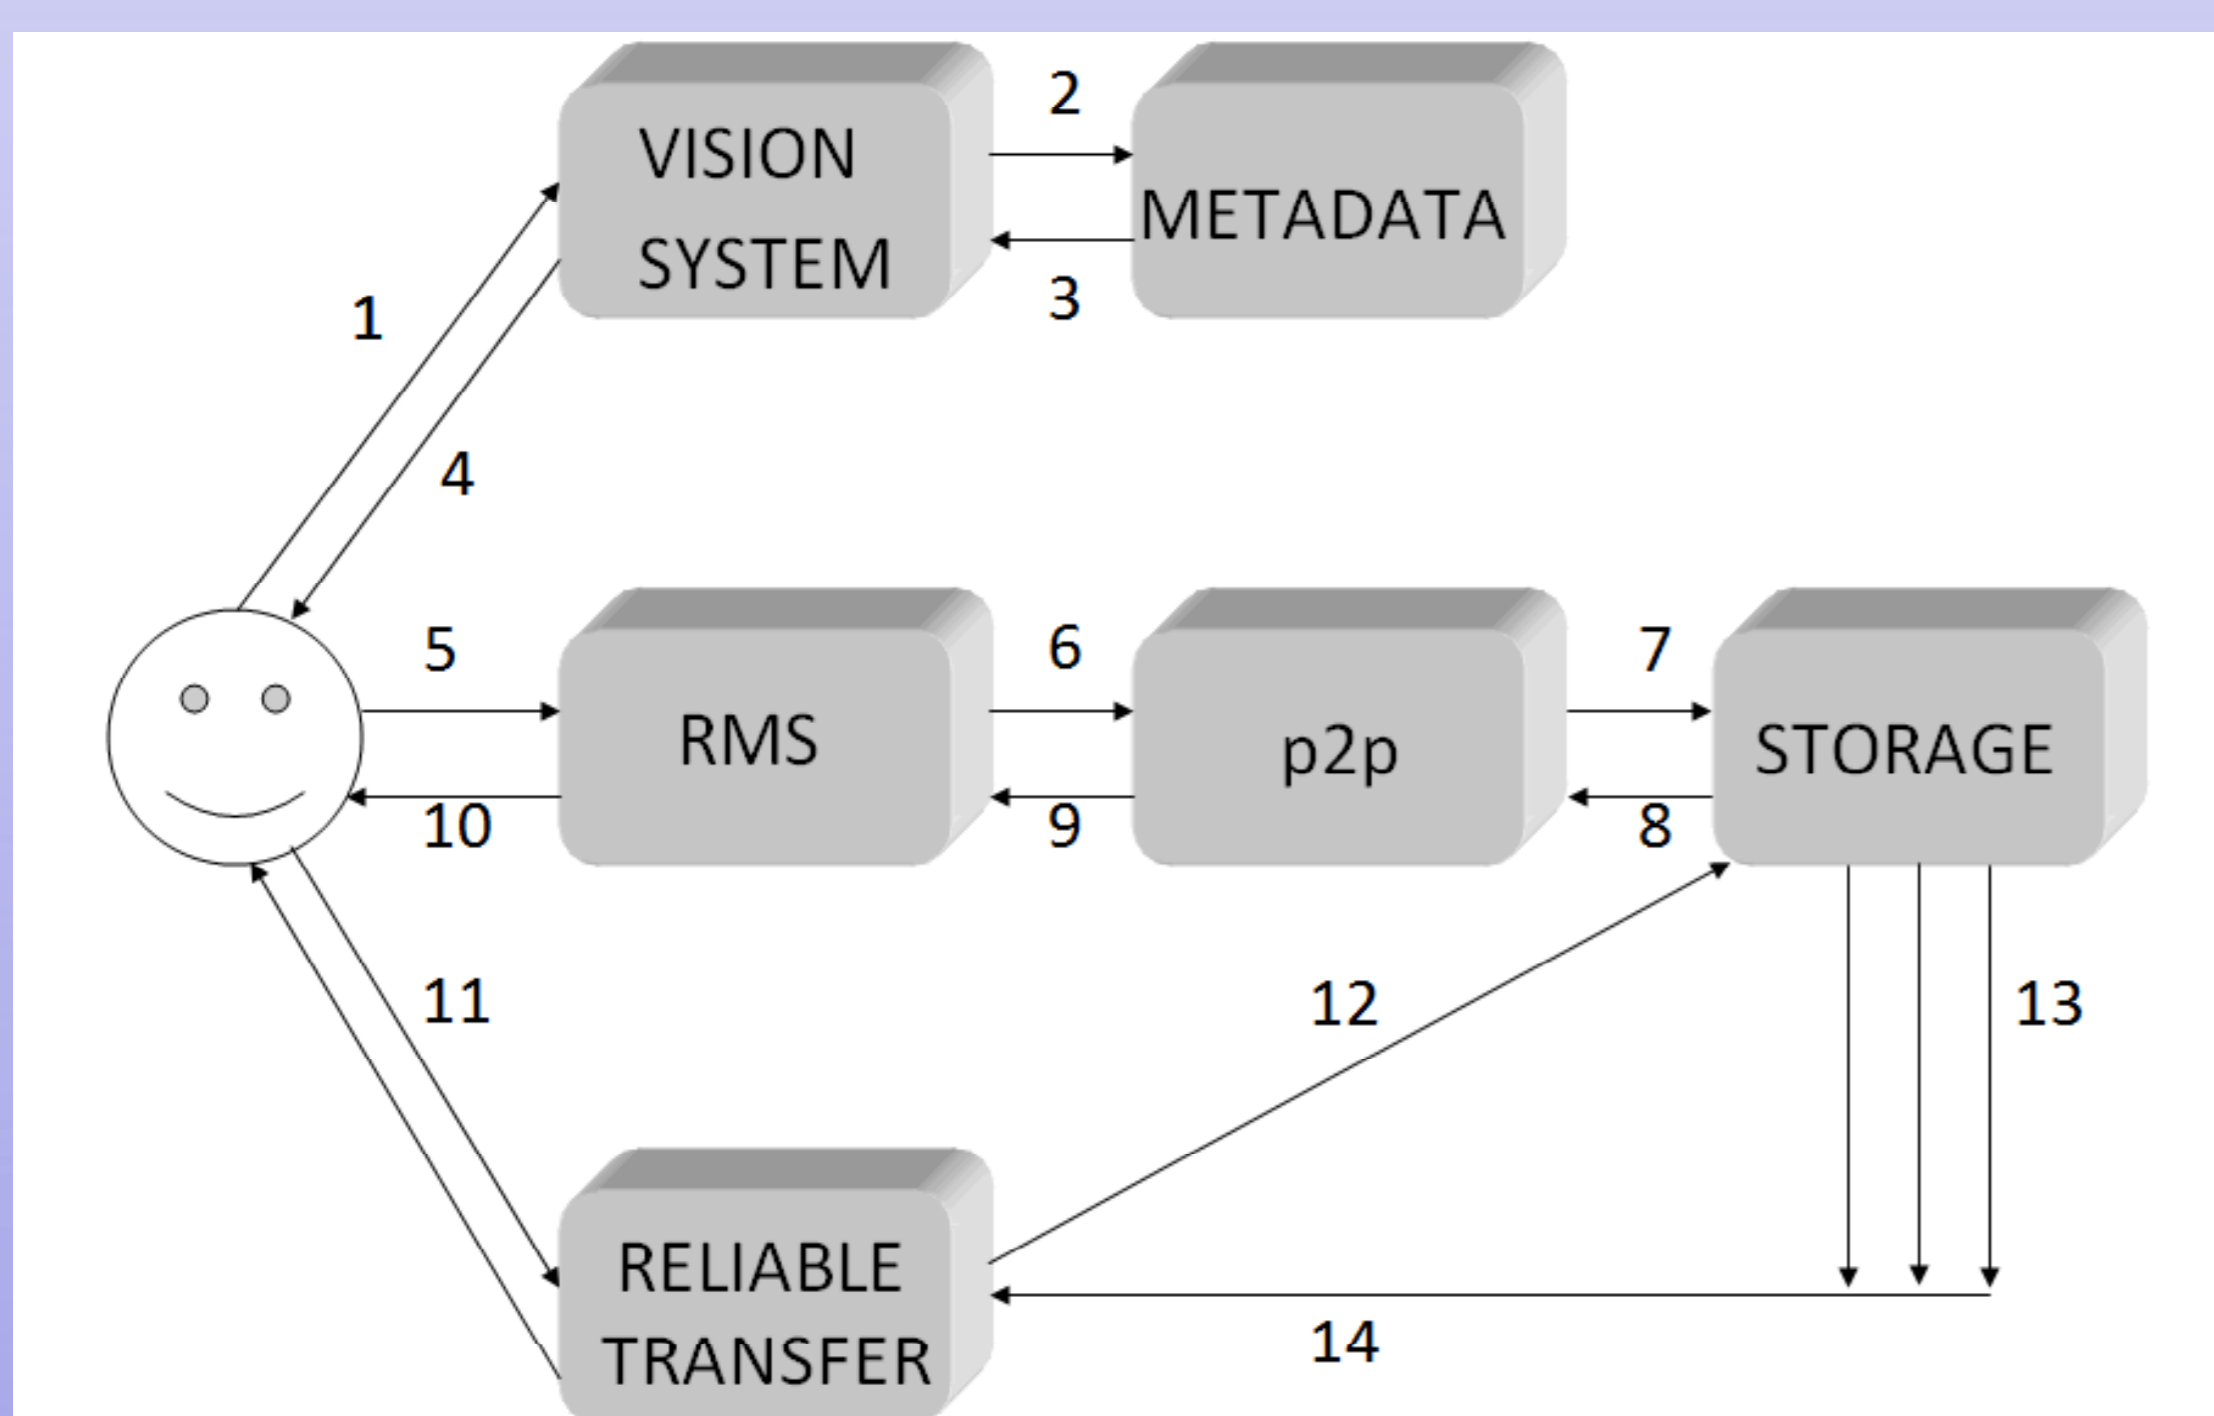 2
VISION
SYSTEM
METADATA
3
1
4
5
6
7
RMS
p2p
STORAGE
10
9
8
11
12
13
RELIABLE
TRANSFER
14